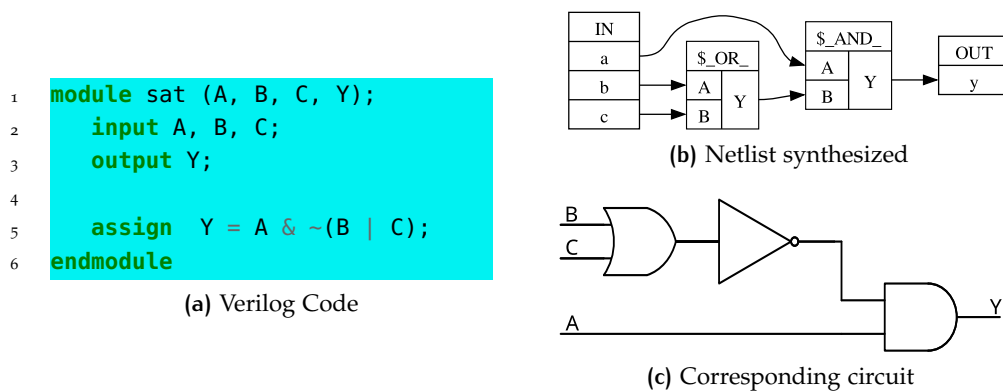 1 module sat (A, B, C, Y);
2 input A, B, C;
3 output Y;
4
5 assign Y = A & ~(B | C);
6 endmodule
(a) Verilog Code
IN
a
b
c
$_OR_
A
B
Y
$_AND_
A
B
Y
OUT
y
(b) Netlist synthesized
B
C
A
Y
(c) Corresponding circuit